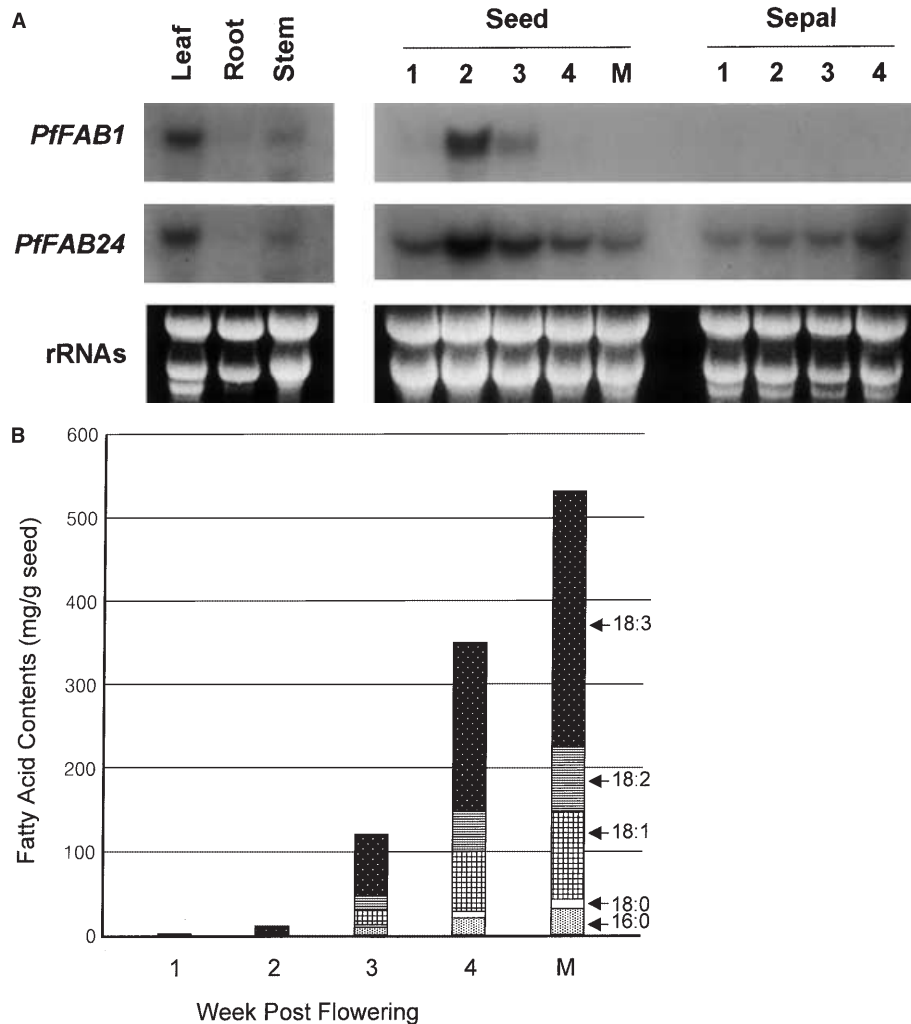 A
Leaf Root Stem
Seed Sepal
1 2 3 4 M 1 2 3 4
PfFAB1
PfFAB24
rRNAs
B
Fatty Acid Contents (mg/g seed)
600
500
400
300
200
100
0
18:3
18:2
18:1
18:0
16:0
1 2 3 4 M
Week Post Flowering